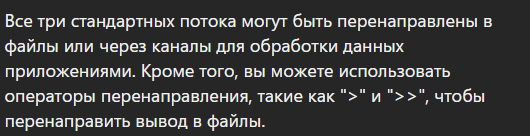 Все три стандартных потока могут быть перенаправлены в
файлы или через каналы для обработки данных
приложениями. Кроме того, вы можете использовать
операторы перенаправления, такие как ">" и ">>", чтобы
перенаправить вывод в файлы.